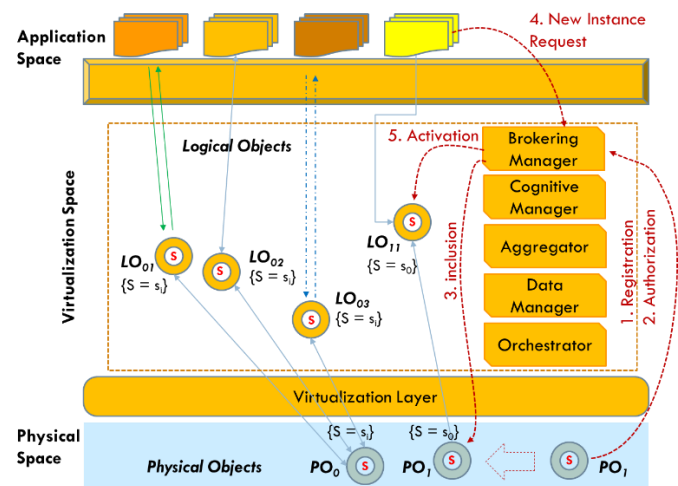 Application
Space
4. New Instance
Request
Logical Objects
5. Activation
Brokering
Manager
Cognitive
Manager
Aggregator
Data
Manager
Orchestrator
Virtualization Space
3. inclusion
1. Registration
2. Authorization
S
LO11
{S = s0}
S
LO01
{S = si}
S
LO02
{S = si}
S
LO03
{S = si}
Virtualization Layer
Physical
Space
Physical Objects
{S = si}
PO0
S
{S = s0}
PO1
S
S
PO1